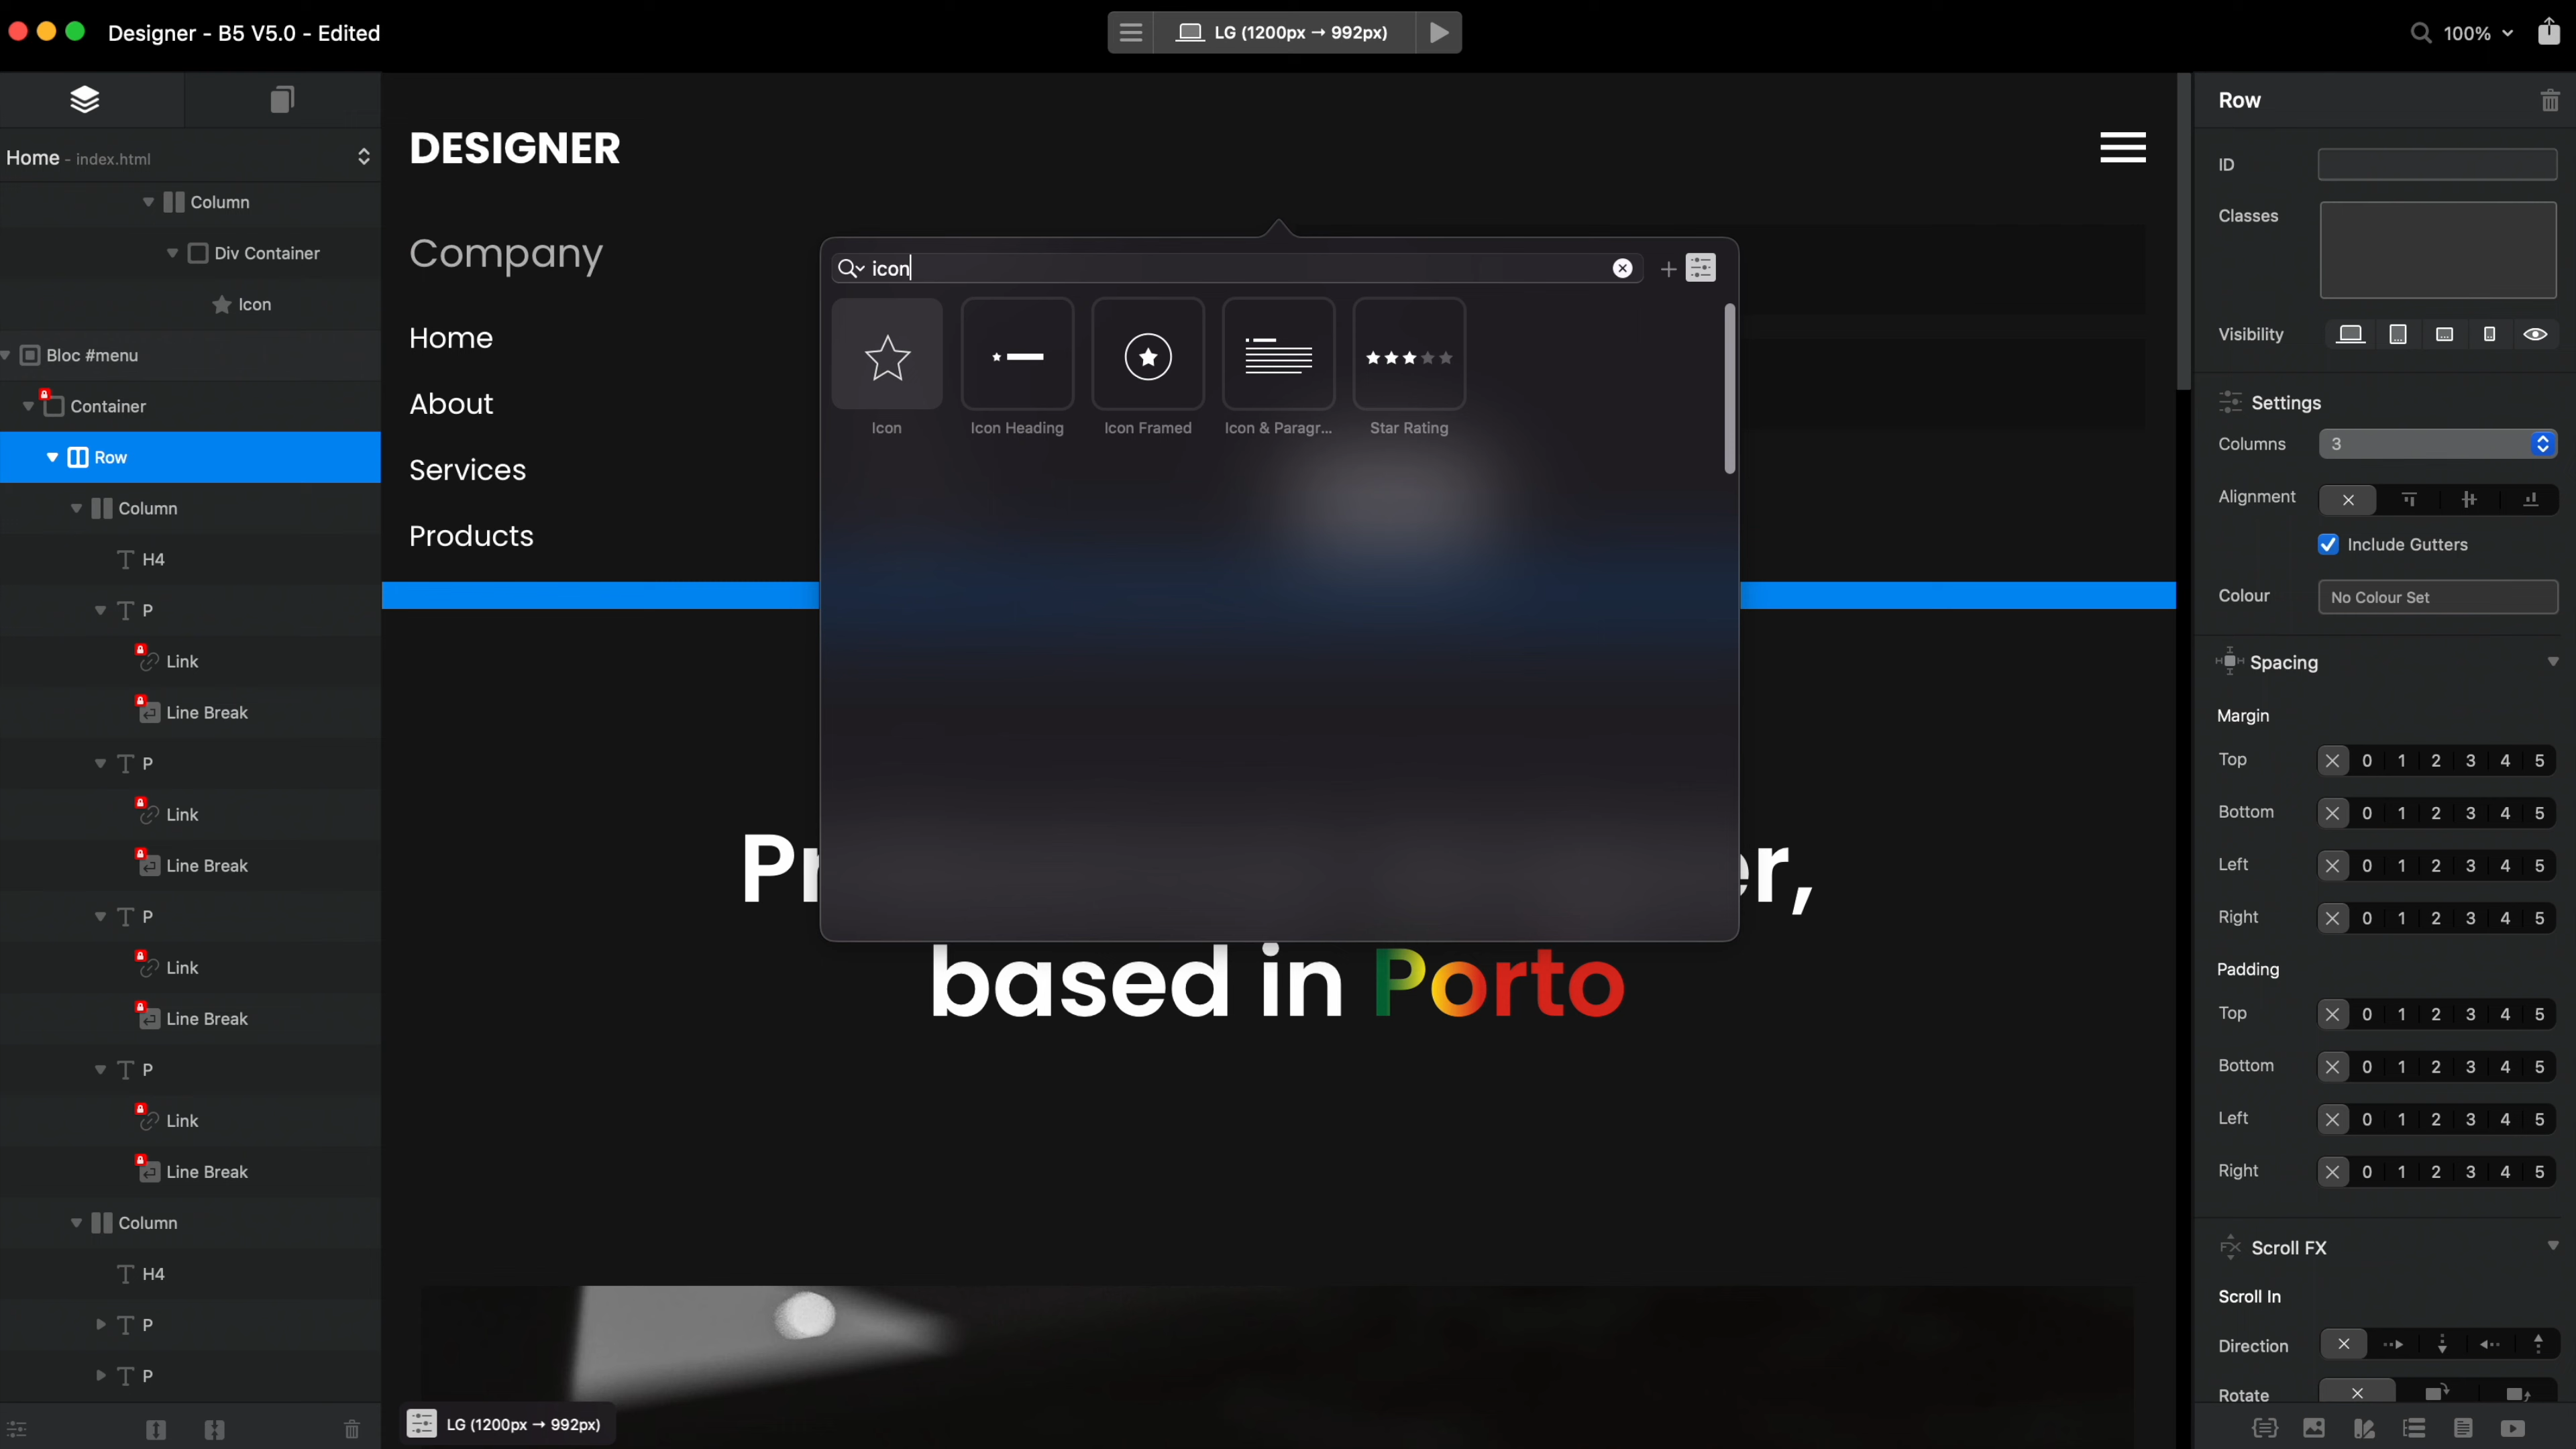 Designer - B5 V5.0 - Edited
LG (1200px → 992px)
100%
Home - index.html
Column
Div Container
Icon
Bloc #menu
Container
Row
Column
H4
P
Link
Line Break
P
Link
Line Break
P
Link
Line Break
P
Link
Line Break
Column
H4
P
P
DESIGNER
Company
Home
About
Services
Products
icon
Icon
Icon Heading
Icon Framed
Icon & Paragr...
Star Rating
Pr
er,
based in Porto
LG (1200px → 992px)
Row
ID
Classes
Visibility
Settings
Columns 3
Alignment
Include Gutters
Colour No Colour Set
Spacing
Margin
Top 0 1 2 3 4 5
Bottom 0 1 2 3 4 5
Left 0 1 2 3 4 5
Right 0 1 2 3 4 5
Padding
Top 0 1 2 3 4 5
Bottom 0 1 2 3 4 5
Left 0 1 2 3 4 5
Right 0 1 2 3 4 5
FX Scroll FX
Scroll In
Direction
Rotate